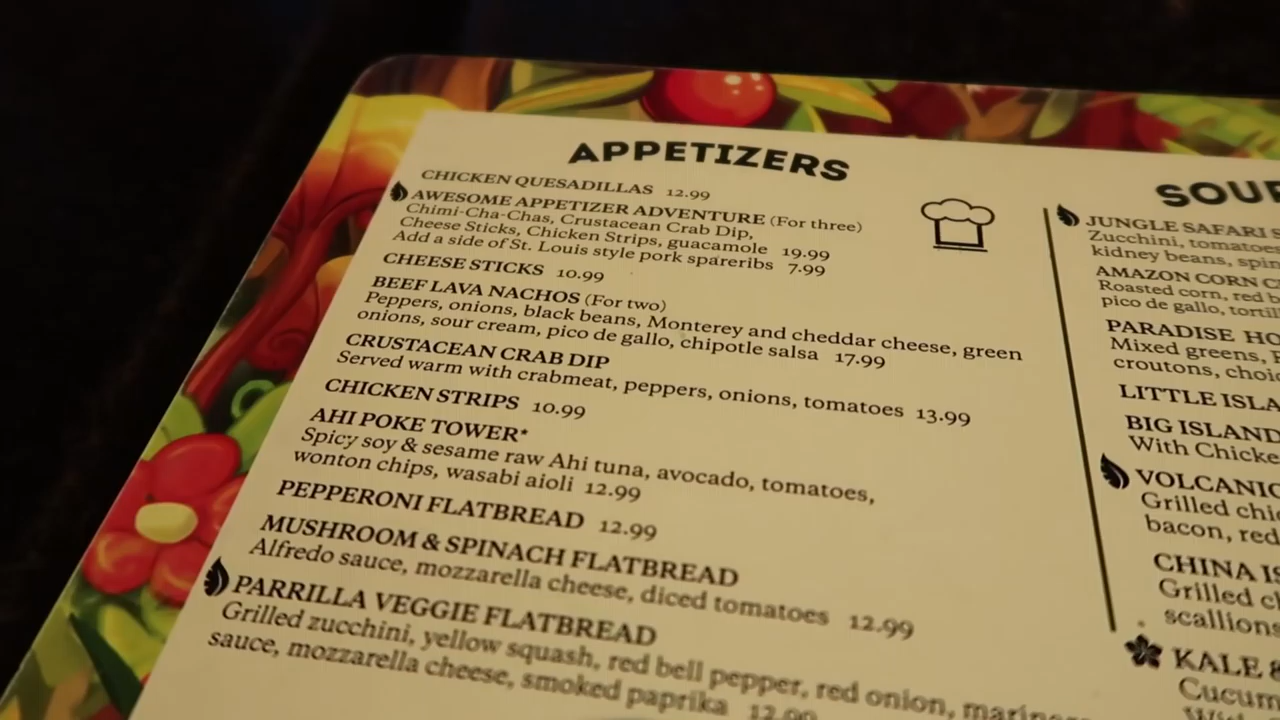 APPETIZERS
CHICKEN QUESADILLAS 12.99
AWESOME APPETIZER ADVENTURE (For three)
Chimi-Cha-Chas, Crustacean Crab Dip,
Cheese Sticks, Chicken Strips, guacamole 19.99
Add a side of St. Louis style pork spareribs 7.99
CHEESE STICKS 10.99
BEEF LAVA NACHOS (For two)
Peppers, onions, black beans, Monterey and cheddar cheese, green
onions, sour cream, pico de gallo, chipotle salsa 17.99
CRUSTACEAN CRAB DIP
Served warm with crabmeat, peppers, onions, tomatoes 13.99
CHICKEN STRIPS 10.99
AHI POKE TOWER*
Spicy soy & sesame raw Ahi tuna, avocado, tomatoes,
wonton chips, wasabi aioli 12.99
PEPPERONI FLATBREAD 12.99
MUSHROOM & SPINACH FLATBREAD
Alfredo sauce, mozzarella cheese, diced tomatoes 12.99
PARRILLA VEGGIE FLATBREAD
Grilled zucchini, yellow squash, red bell pepper, red onion,
sauce, mozzarella cheese, smoked paprika 12.99
SOUP
JUNGLE SAFARI
Zucchini, tomatoes
kidney beans,
AMAZON CORN
Roasted corn, red
pico de gallo,
PARADISE
Mixed greens,
croutons,
LITTLE
BIG ISLAND
With
VOLCANIC
Grilled
bacon, red
CHINA
Grilled
scallions
KALE &